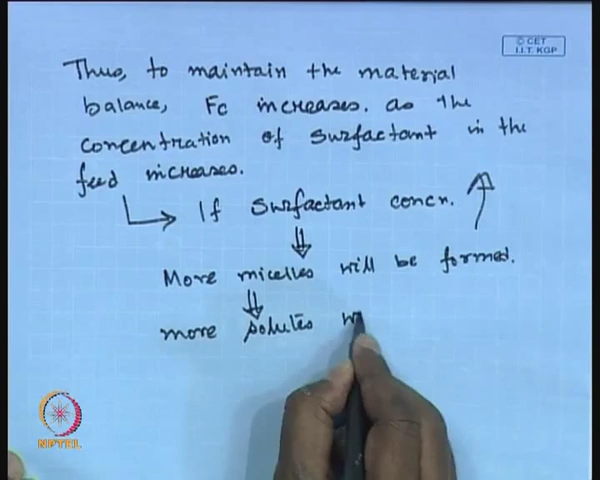 © CET
I.I.T. KGP
Thus, to maintain the material
balance, Fc increases. as the
concentration of surfactant in the
feed increases.
If surfactant concn. ↑
⇓
More micelles will be formed.
⇓
more solutes w
NPTEL